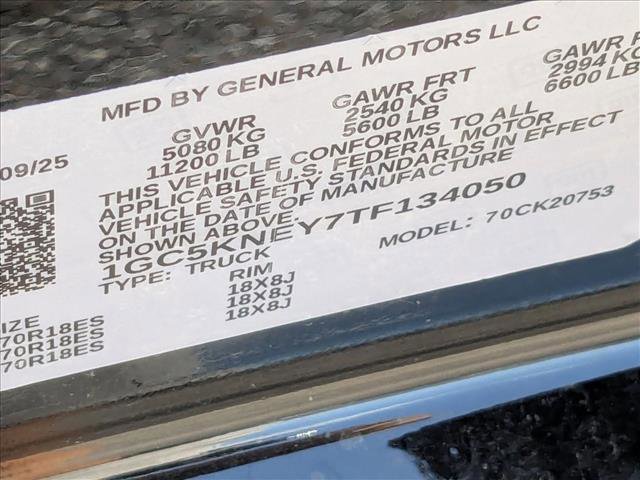 MFD BY GENERAL MOTORS LLC
09/25
GVWR
5080 KG
11200 LB
GAWR FRT
2540 KG
5600 LB
GAWR
2994 KG
6600 LB
THIS VEHICLE CONFORMS TO ALL
APPLICABLE U.S. FEDERAL MOTOR
VEHICLE SAFETY STANDARDS IN EFFECT
ON THE DATE OF MANUFACTURE
SHOWN ABOVE.
1GC5KNEY7TF134050
TYPE: TRUCK
MODEL: 70CK20753
IZE
70R18ES
70R18ES
70R18ES
RIM
18X8J
18X8J
18X8J